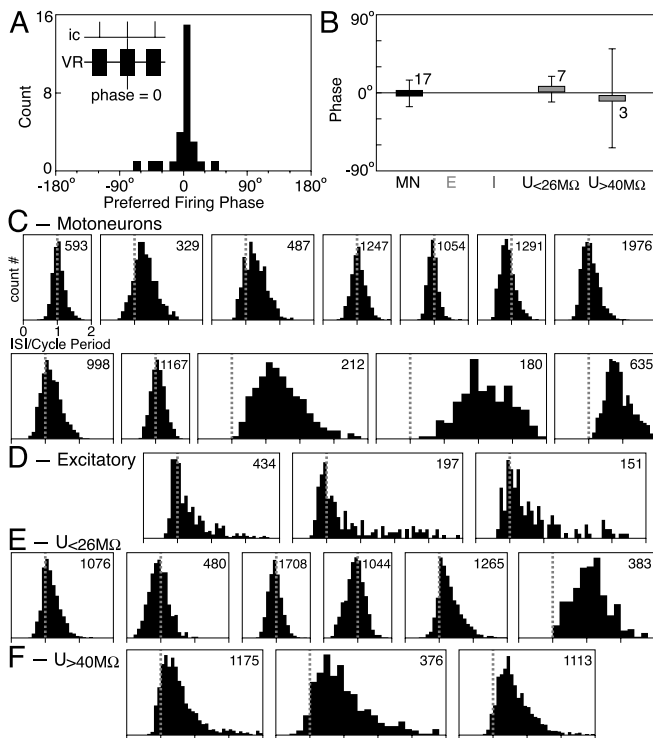 A
16
8
0
Count
ic
VR
phase = 0
-180° -90° 0 90° 180°
Preferred Firing Phase
B
90°
0°
-90°
Phase
17
7
3
MN E I U<26MΩ U>40MΩ
C — Motoneurons
count #
593 329 487 1247 1054 1291 1976
0 1 2
ISI/Cycle Period
998 1167 212 180 635
D — Excitatory
434 197 151
E — U<26MΩ
1076 480 1708 1044 1265 383
F — U>40MΩ
1175 376 1113